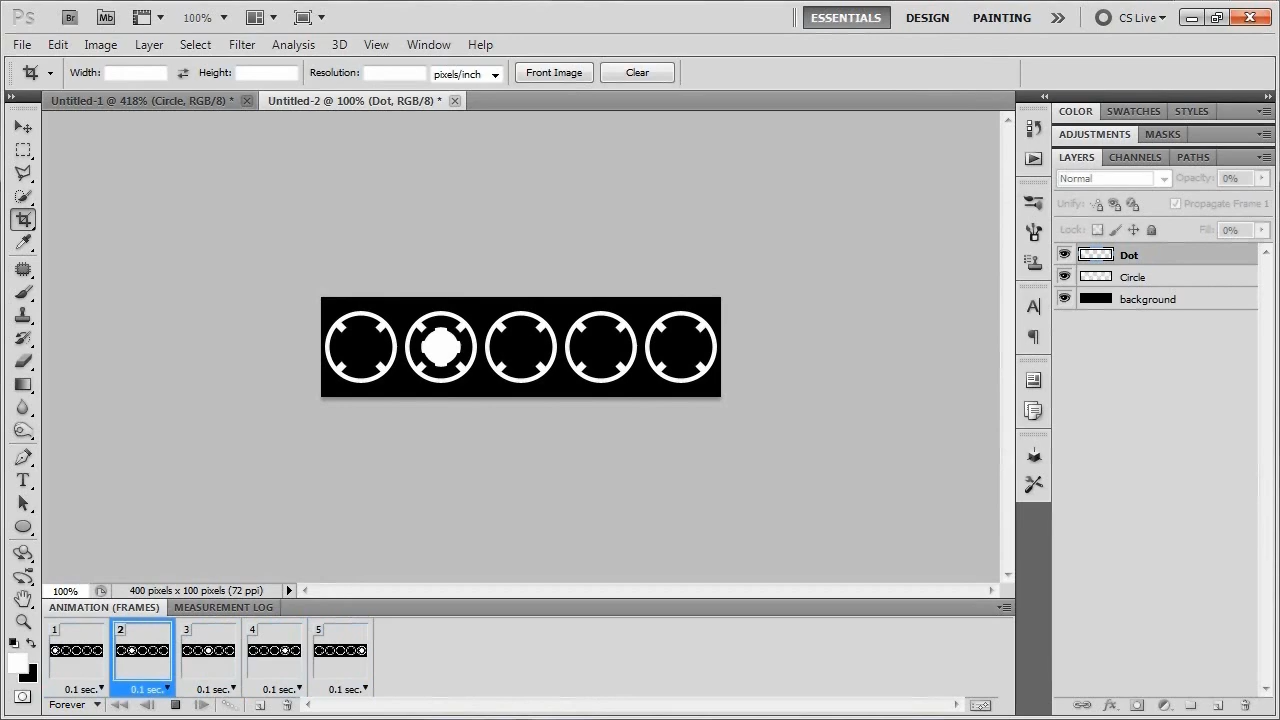 Ps Br Mb 100% ESSENTIALS DESIGN PAINTING CS Live
File Edit Image Layer Select Filter Analysis 3D View Window Help
Width: Height: Resolution: pixels/inch Front Image Clear
Untitled-1 @ 418% (Circle, RGB/8) * Untitled-2 @ 100% (Dot, RGB/8) *
COLOR SWATCHES STYLES
ADJUSTMENTS MASKS
LAYERS CHANNELS PATHS
Normal Opacity: 0%
Unify: Propagate Frame 1
Lock: Fill: 0%
Dot
Circle
background
100% 400 pixels x 100 pixels (72 ppi)
ANIMATION (FRAMES) MEASUREMENT LOG
1 2 3 4 5
0.1 sec. 0.1 sec. 0.1 sec. 0.1 sec. 0.1 sec.
Forever